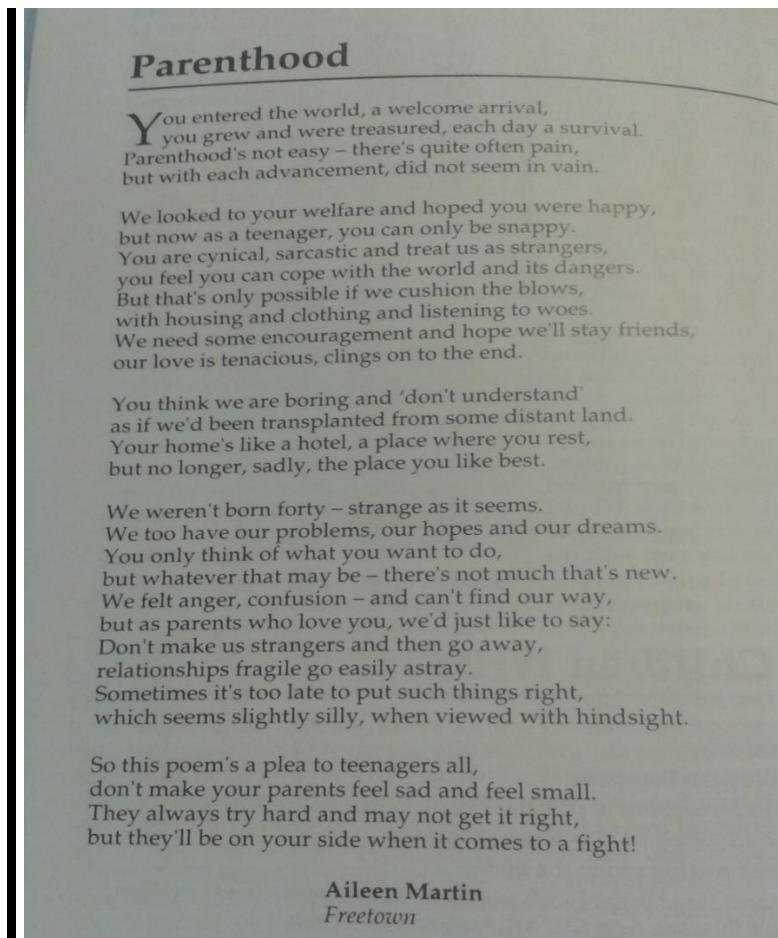 Parenthood
You entered the world, a welcome arrival,
you grew and were treasured, each day a survival.
Parenthood's not easy – there's quite often pain,
but with each advancement, did not seem in vain.
We looked to your welfare and hoped you were happy,
but now as a teenager, you can only be snappy.
You are cynical, sarcastic and treat us as strangers,
you feel you can cope with the world and its dangers.
But that's only possible if we cushion the blows,
with housing and clothing and listening to woes.
We need some encouragement and hope we'll stay friends,
our love is tenacious, clings on to the end.
You think we are boring and ‘don't understand’
as if we'd been transplanted from some distant land.
Your home's like a hotel, a place where you rest,
but no longer, sadly, the place you like best.
We weren't born forty – strange as it seems.
We too have our problems, our hopes and our dreams.
You only think of what you want to do,
but whatever that may be – there's not much that's new.
We felt anger, confusion – and can't find our way,
but as parents who love you, we'd just like to say:
Don't make us strangers and then go away,
relationships fragile go easily astray.
Sometimes it's too late to put such things right,
which seems slightly silly, when viewed with hindsight.
So this poem's a plea to teenagers all,
don't make your parents feel sad and feel small.
They always try hard and may not get it right,
but they'll be on your side when it comes to a fight!
Aileen Martin
Freetown